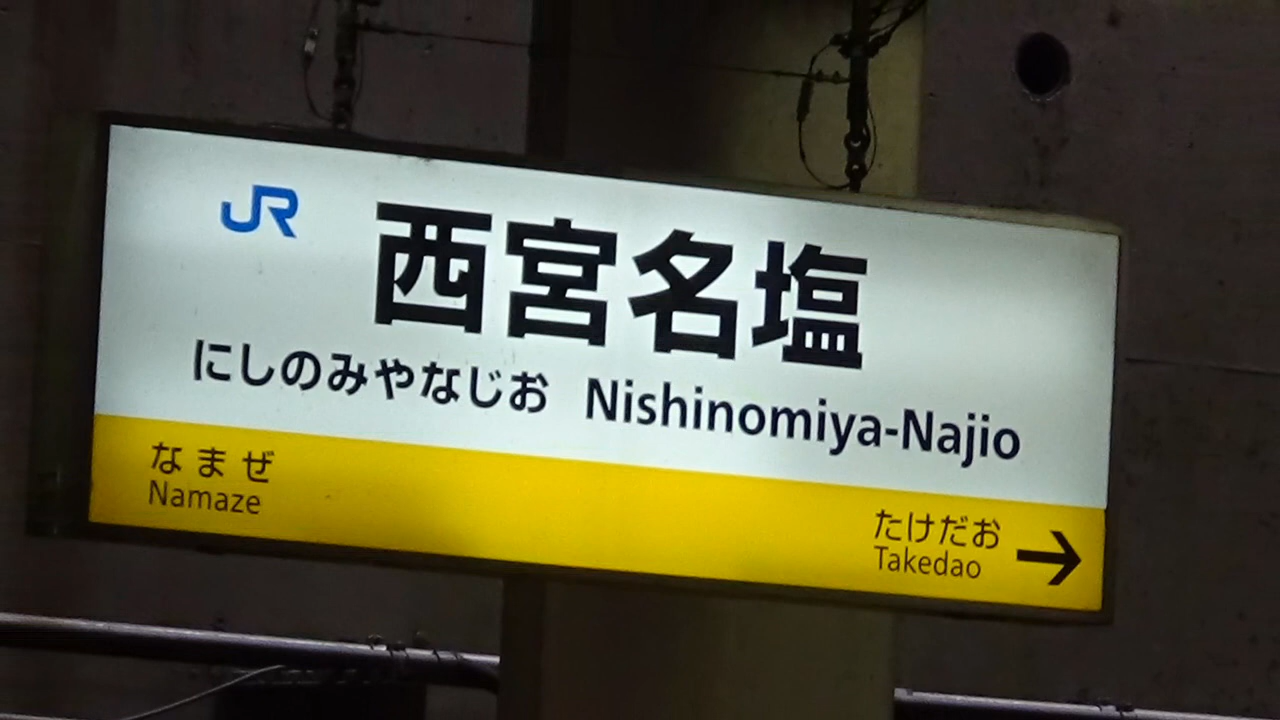 JR 西宮名塩
にしのみやなじお Nishinomiya-Najio
なまぜ
Namaze
たけだお →
Takedao